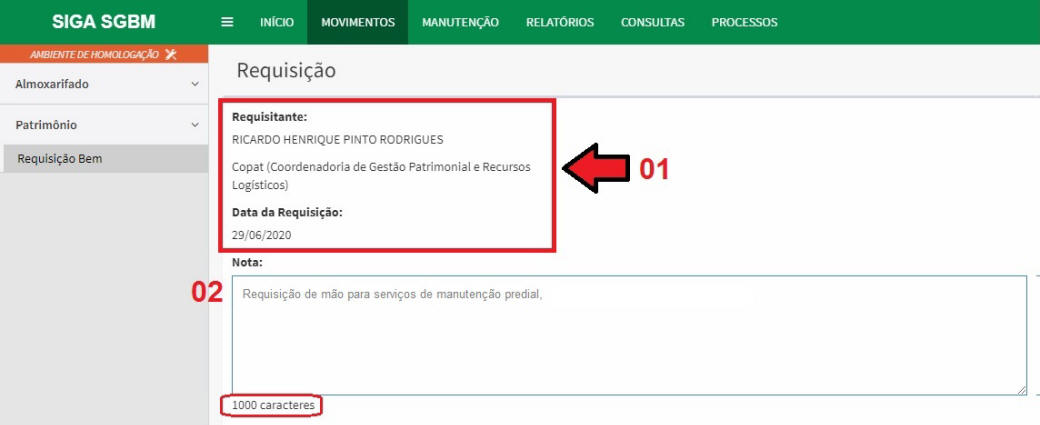 SIGA SGBM
INÍCIO MOVIMENTOS MANUTENÇÃO RELATÓRIOS CONSULTAS PROCESSOS
AMBIENTE DE HOMOLOGAÇÃO
Almoxarifado
Patrimônio
Requisição Bem
Requisição
Requisitante:
RICARDO HENRIQUE PINTO RODRIGUES
Copat (Coordenadoria de Gestão Patrimonial e Recursos
Logísticos)
01
Data da Requisição:
29/06/2020
Nota:
02
Requisição de mão para serviços de manutenção predial,
1000 caracteres